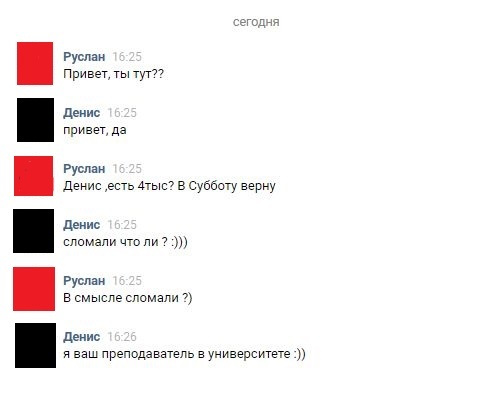 сегодня
Руслан 16:25
Привет, ты тут??
Денис 16:25
привет, да
Руслан 16:25
Денис ,есть 4тыс? В Субботу верну
Денис 16:25
сломали что ли ? :)))
Руслан 16:25
В смысле сломали ?)
Денис 16:26
я ваш преподаватель в университете :))